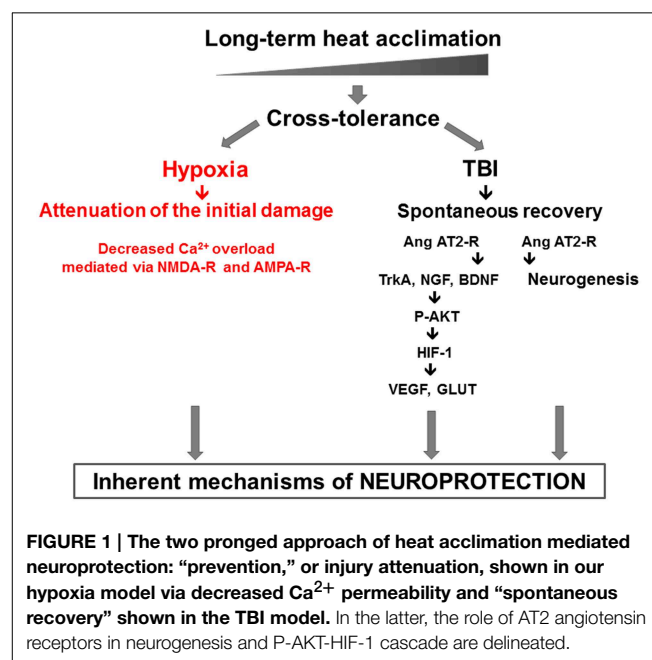 Long-term heat acclimation
Cross-tolerance
Hypoxia
Attenuation of the initial damage
Decreased Ca²⁺ overload
mediated via NMDA-R and AMPA-R
TBI
Spontaneous recovery
Ang AT2-R
TrkA, NGF, BDNF
P-AKT
HIF-1
VEGF, GLUT
Ang AT2-R
Neurogenesis
Inherent mechanisms of NEUROPROTECTION
FIGURE 1 | The two pronged approach of heat acclimation mediated
neuroprotection: “prevention,” or injury attenuation, shown in our
hypoxia model via decreased Ca²⁺ permeability and “spontaneous
recovery” shown in the TBI model. In the latter, the role of AT2 angiotensin
receptors in neurogenesis and P-AKT-HIF-1 cascade are delineated.